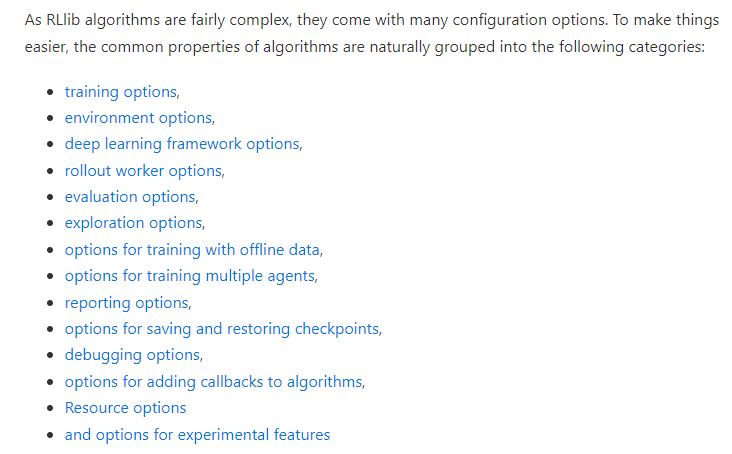 As RLlib algorithms are fairly complex, they come with many configuration options. To make things
easier, the common properties of algorithms are naturally grouped into the following categories:
• training options,
• environment options,
• deep learning framework options,
• rollout worker options,
• evaluation options,
• exploration options,
• options for training with offline data,
• options for training multiple agents,
• reporting options,
• options for saving and restoring checkpoints,
• debugging options,
• options for adding callbacks to algorithms,
• Resource options
• and options for experimental features